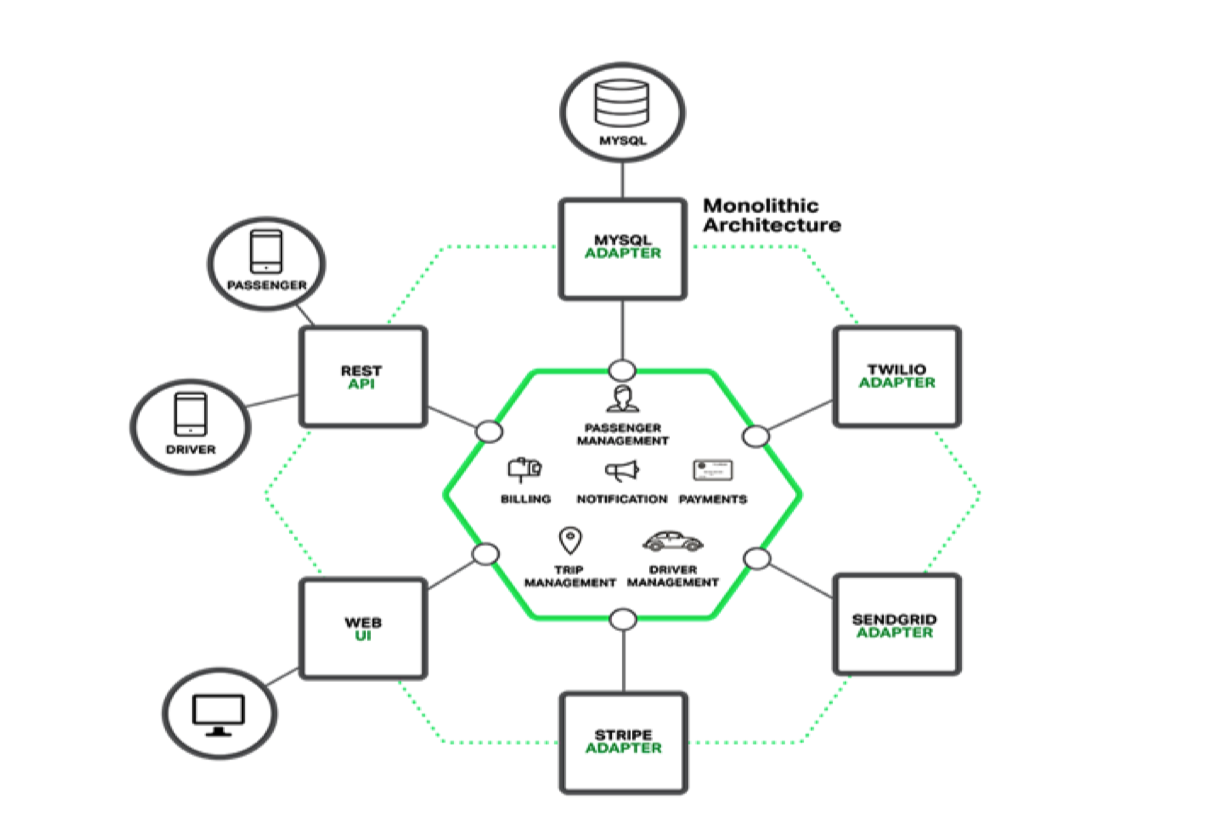 MYSQL
Monolithic
Architecture
MYSQL
ADAPTER
PASSENGER
REST
API
TWILIO
ADAPTER
DRIVER
PASSENGER
MANAGEMENT
BILLING
NOTIFICATION
PAYMENTS
TRIP
MANAGEMENT
DRIVER
MANAGEMENT
WEB
UI
SENDGRID
ADAPTER
STRIPE
ADAPTER